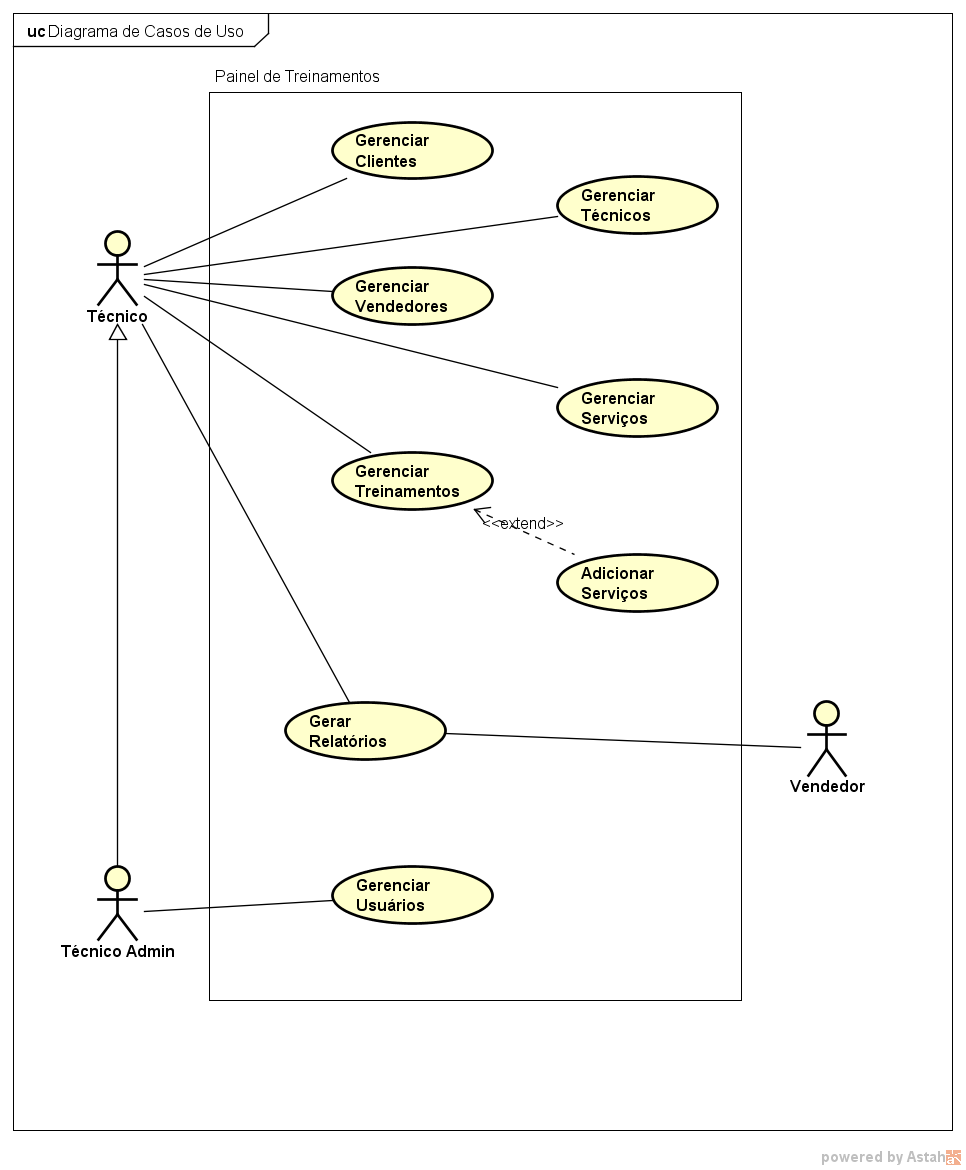 uc Diagrama de Casos de Uso
Painel de Treinamentos
Gerenciar
Clientes
Gerenciar
Técnicos
Técnico
Gerenciar
Vendedores
Gerenciar
Serviços
Gerenciar
Treinamentos
<<extend>>
Adicionar
Serviços
Gerar
Relatórios
Vendedor
Gerenciar
Usuários
Técnico Admin
powered by Astah